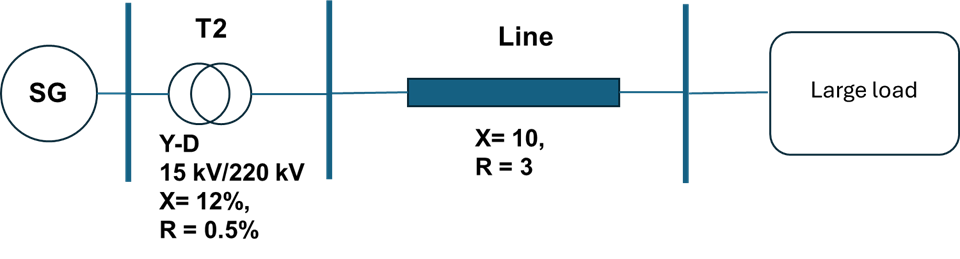 T2
Line
SG
Large load
Y-D
15 kV/220 kV
X= 12%,
R = 0.5%
X= 10,
R = 3